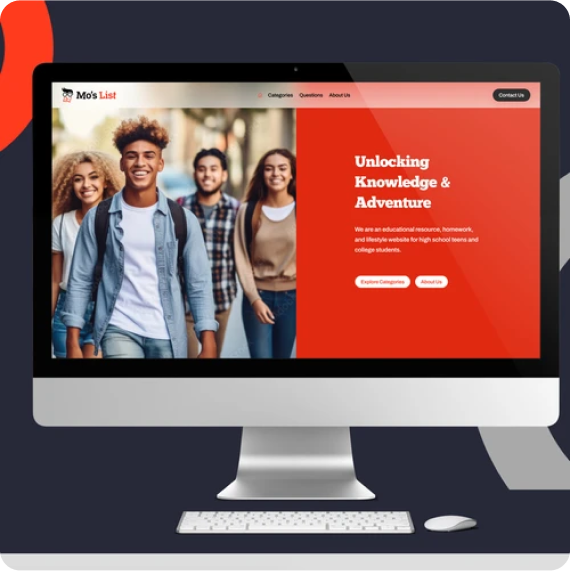 Mo's List
Categories Questions About Us
Contact Us
Unlocking
Knowledge &
Adventure
We are an educational resource, homework,
and lifestyle website for high school teens and
college students.
Explore Categories About Us